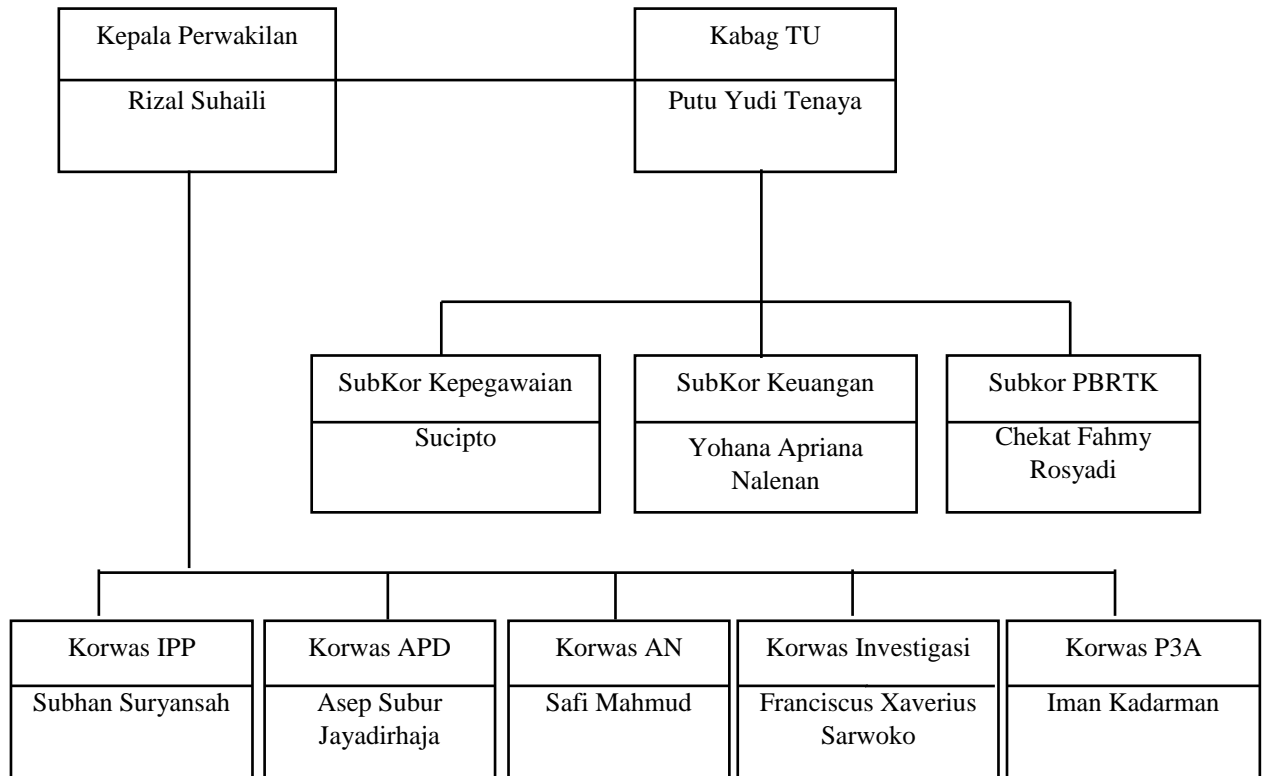 Kepala Perwakilan
Rizal Suhaili
Kabag TU
Putu Yudi Tenaya
SubKor Kepegawaian
Sucipto
SubKor Keuangan
Yohana Apriana
Nalenan
Subkor PBRTK
Chekat Fahmy
Rosyadi
Korwas IPP
Subhan Suryansah
Korwas APD
Asep Subur
Jayadirhaja
Korwas AN
Safi Mahmud
Korwas Investigasi
Franciscus Xaverius
Sarwoko
Korwas P3A
Iman Kadarman